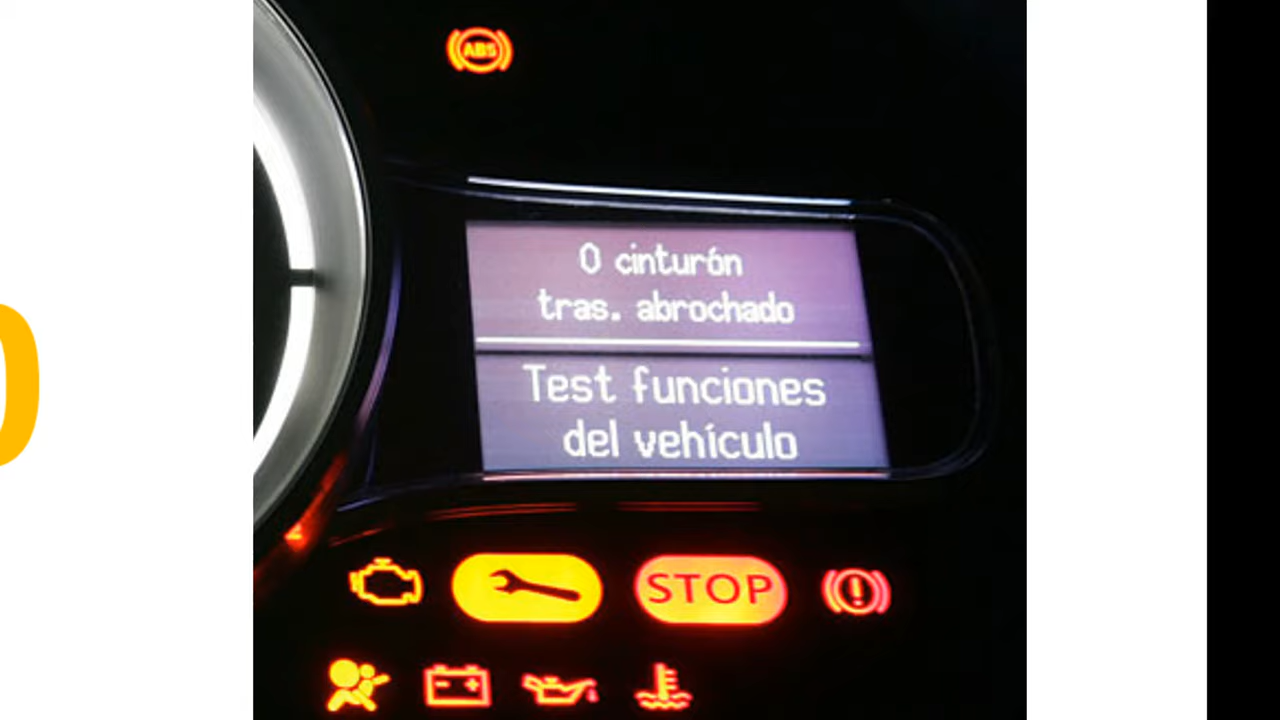 ABS
0 cinturón
tras. abrochado
Test funciones
del vehículo
STOP